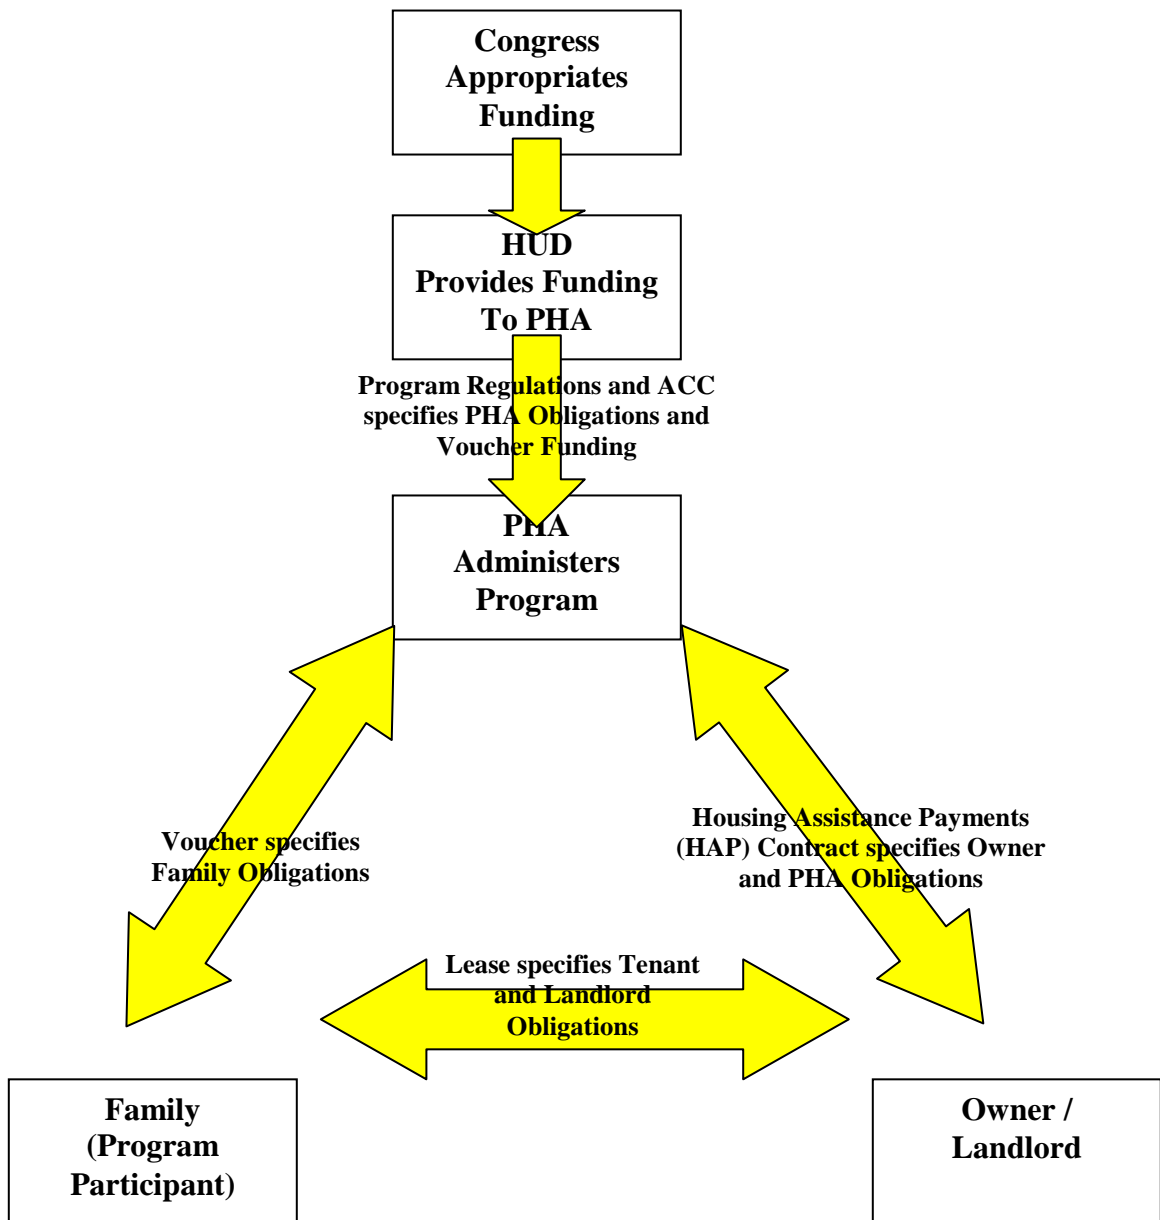 Congress
Appropriates
Funding
HUD
Provides Funding
To PHA
Program Regulations and ACC
specifies PHA Obligations and
Voucher Funding
PHA
Administers
Program
Voucher specifies
Family Obligations
Housing Assistance Payments
(HAP) Contract specifies Owner
and PHA Obligations
Lease specifies Tenant
and Landlord
Obligations
Family
(Program
Participant)
Owner /
Landlord